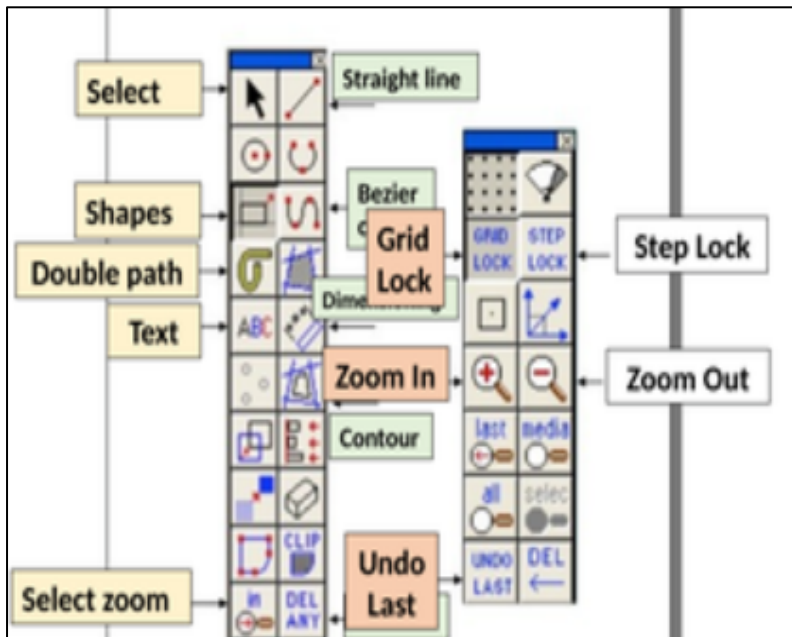 Select
Straight line
Shapes
Bezier
Grid
Lock
GRID
LOCK
STEP
LOCK
Step Lock
Double path
Text
ABC
Zoom In
Zoom Out
last
media
Contour
all
selec
CLIP
Undo
Last
UNDO
LAST
DEL
Select zoom
in
DEL
ANY